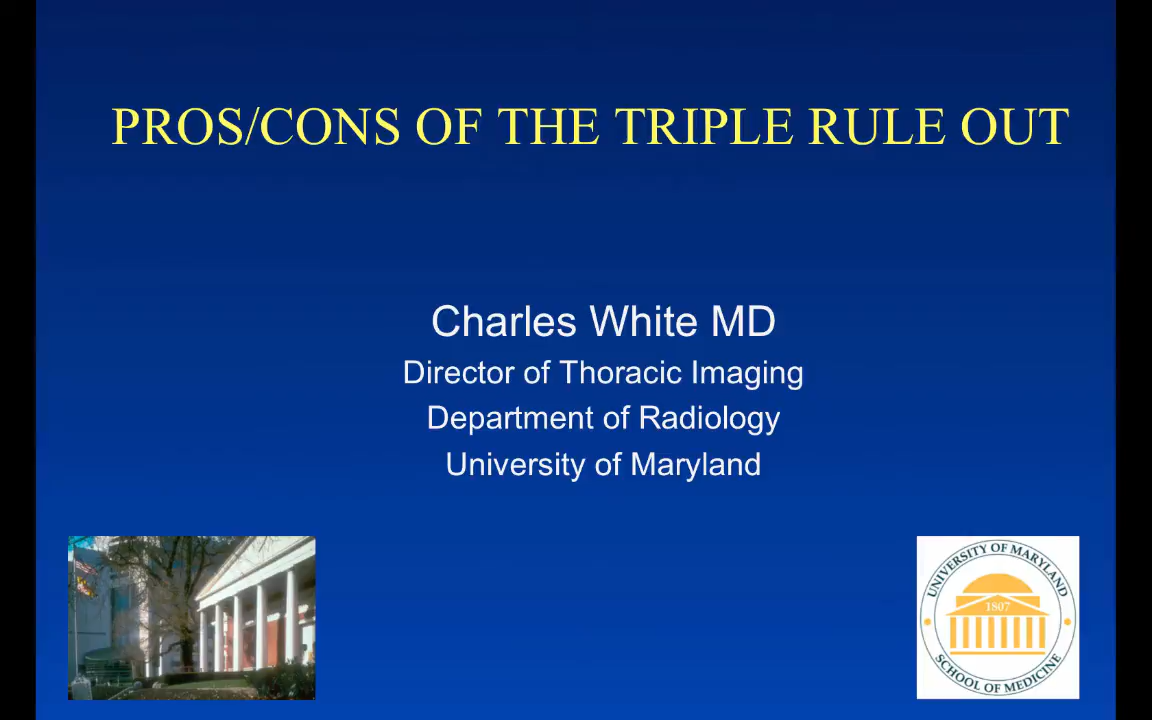 PROS/CONS OF THE TRIPLE RULE OUT
Charles White MD
Director of Thoracic Imaging
Department of Radiology
University of Maryland
UNIVERSITY OF MARYLAND
1807
SCHOOL OF MEDICINE